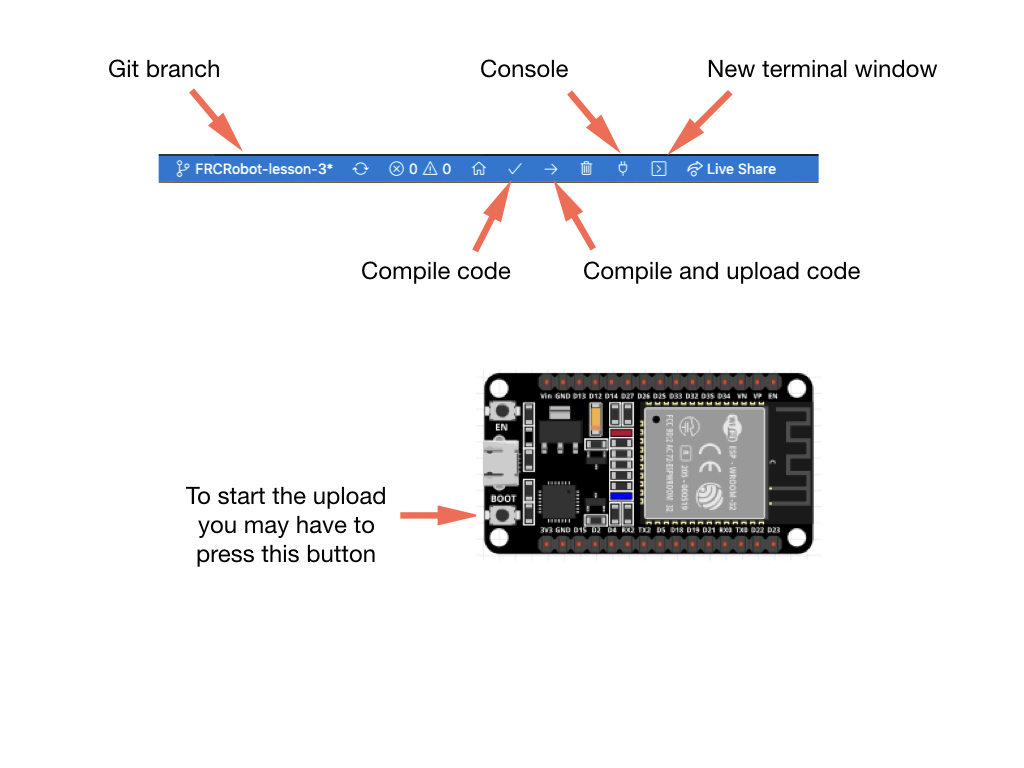 Git branch
Console
New terminal window
FRCRobot-lesson-3* 0 0 Live Share
Compile code
Compile and upload code
Vin GND D13 D12 D14 D27 D26 D25 D33 D32 D35 D34 VN VP EN
EN
BOOT
To start the upload
you may have to
press this button
3V3 GND D15 D2 D4 RX2 TX2 D5 D18 D19 D21 RX0 TX0 D22 D23
ESP - WROOM-32
CE
R